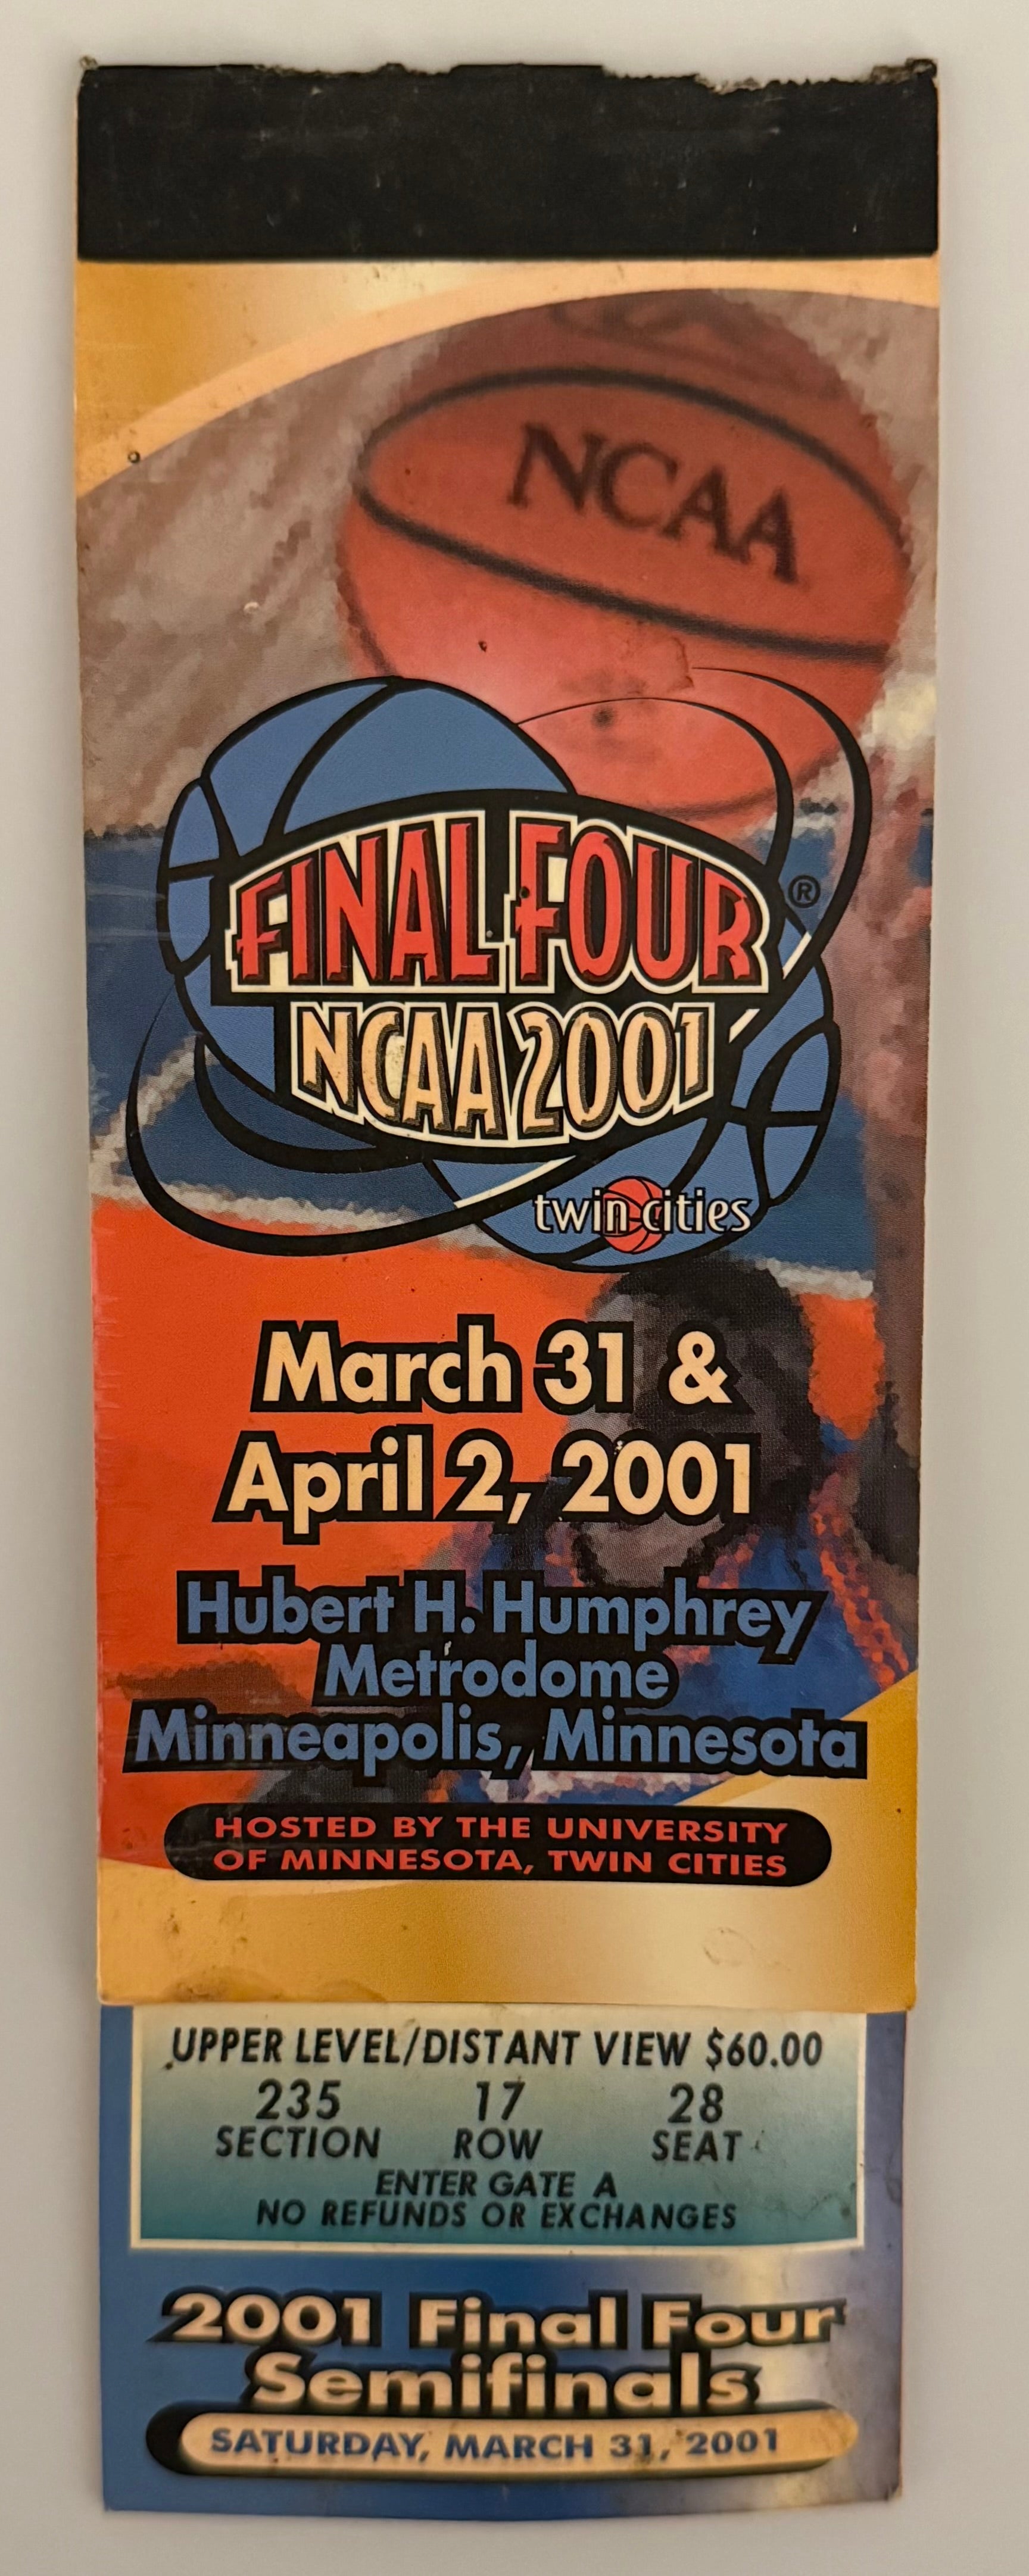 NCAA
FINAL FOUR®
NCAA 2001
twin cities
March 31 &
April 2, 2001
Hubert H. Humphrey
Metrodome
Minneapolis, Minnesota
HOSTED BY THE UNIVERSITY
OF MINNESOTA, TWIN CITIES
UPPER LEVEL/DISTANT VIEW $60.00
235 17 28
SECTION ROW SEAT
ENTER GATE A
NO REFUNDS OR EXCHANGES
2001 Final Four
Semifinals
SATURDAY, MARCH 31, 2001